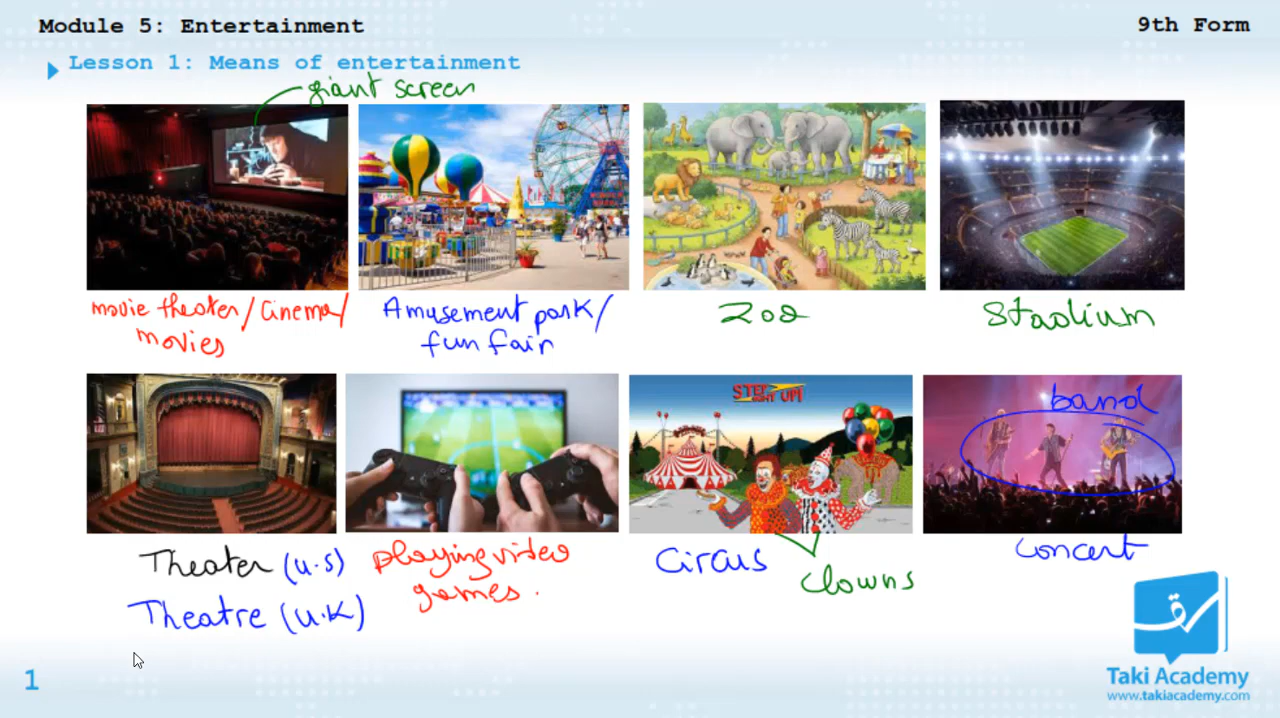 Module 5: Entertainment
9th Form
Lesson 1: Means of entertainment
giant screen
movie theater/Cinema/
movies
Amusement park/
fun fair
Zoo
Stadium
STEP
RIGHT UP!
band
Theater (U.S)
Theatre (U.K)
playing video
games.
Circus
clowns
concert
1
Taki Academy
www.takiacademy.com